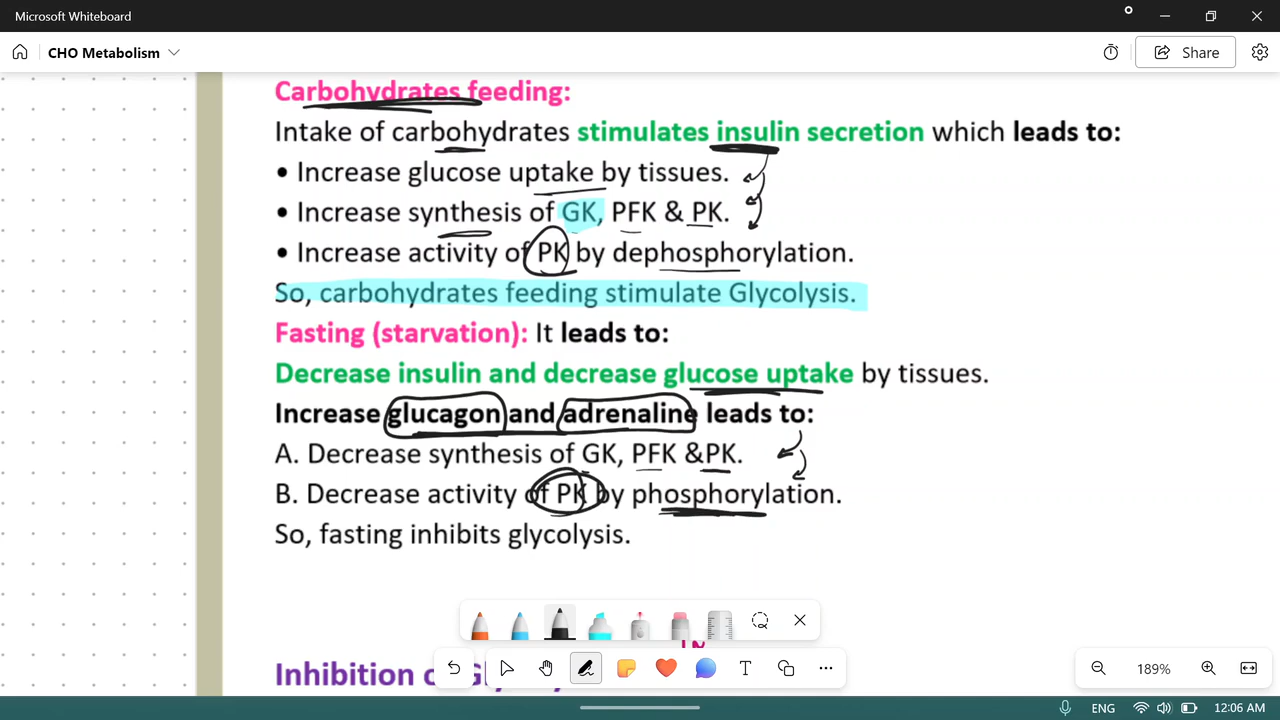 Microsoft Whiteboard
CHO Metabolism
Share
Carbohydrates feeding:
Intake of carbohydrates stimulates insulin secretion which leads to:
• Increase glucose uptake by tissues.
• Increase synthesis of GK, PFK & PK.
• Increase activity of PK by dephosphorylation.
So, carbohydrates feeding stimulate Glycolysis.
Fasting (starvation): It leads to:
Decrease insulin and decrease glucose uptake by tissues.
Increase glucagon and adrenaline leads to:
A. Decrease synthesis of GK, PFK &PK.
B. Decrease activity of PK by phosphorylation.
So, fasting inhibits glycolysis.
Inhibition
189%
ENG
12:06 AM